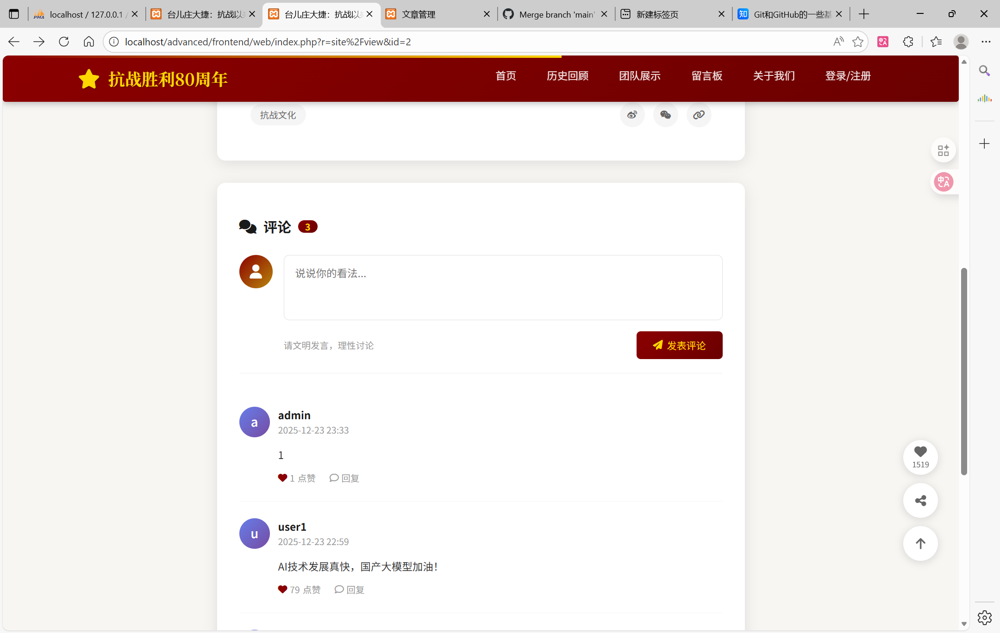 localhost / 127.0.0.1 /
台儿庄大捷：抗战以
台儿庄大捷：抗战以
文章管理
Merge branch 'main'
新建标签页
知 Git和GitHub的一些基
localhost/advanced/frontend/web/index.php?r=site%2Fview&id=2
抗战胜利80周年
首页
历史回顾
团队展示
留言板
关于我们
登录/注册
抗战文化
评论 3
说说你的看法...
请文明发言，理性讨论
发表评论
a
admin
2025-12-23 23:33
1
1 点赞 回复
u
user1
2025-12-23 22:59
AI技术发展真快，国产大模型加油！
79 点赞 回复
1519